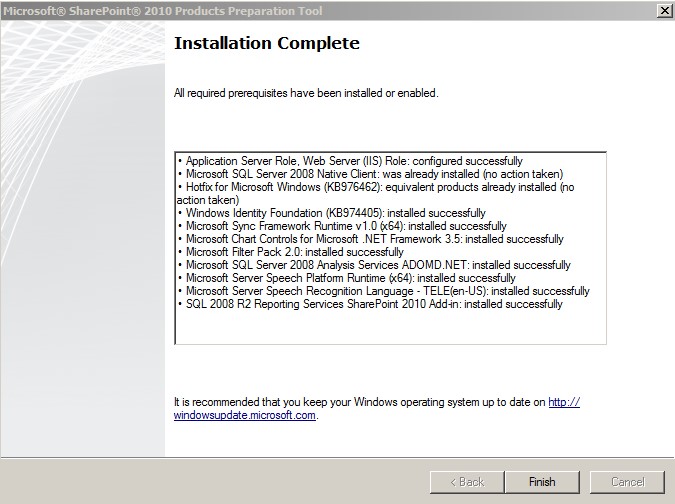 Microsoft® SharePoint® 2010 Products Preparation Tool
Installation Complete
All required prerequisites have been installed or enabled.
• Application Server Role, Web Server (IIS) Role: configured successfully
• Microsoft SQL Server 2008 Native Client: was already installed (no action taken)
• Hotfix for Microsoft Windows (KB976462): equivalent products already installed (no
action taken)
• Windows Identity Foundation (KB974405): installed successfully
• Microsoft Sync Framework Runtime v1.0 (x64): installed successfully
• Microsoft Chart Controls for Microsoft .NET Framework 3.5: installed successfully
• Microsoft Filter Pack 2.0: installed successfully
• Microsoft SQL Server 2008 Analysis Services ADOMD.NET: installed successfully
• Microsoft Server Speech Platform Runtime (x64): installed successfully
• Microsoft Server Speech Recognition Language - TELE(en-US): installed successfully
• SQL 2008 R2 Reporting Services SharePoint 2010 Add-in: installed successfully
It is recommended that you keep your Windows operating system up to date on http://
windowsupdate.microsoft.com.
< Back
Finish
Cancel